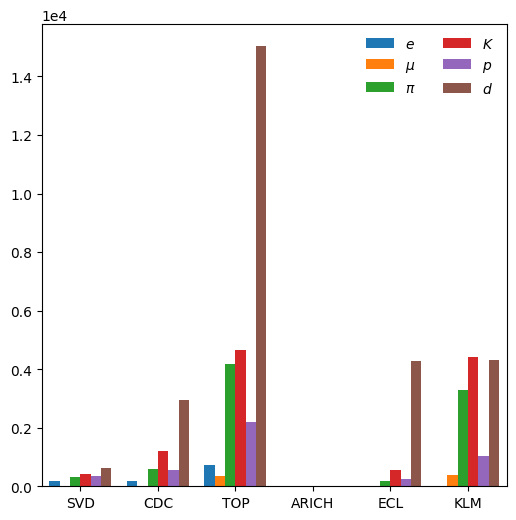 1e4
e
μ
π
K
p
d
1.4
1.2
1.0
0.8
0.6
0.4
0.2
0.0
SVD CDC TOP ARICH ECL KLM